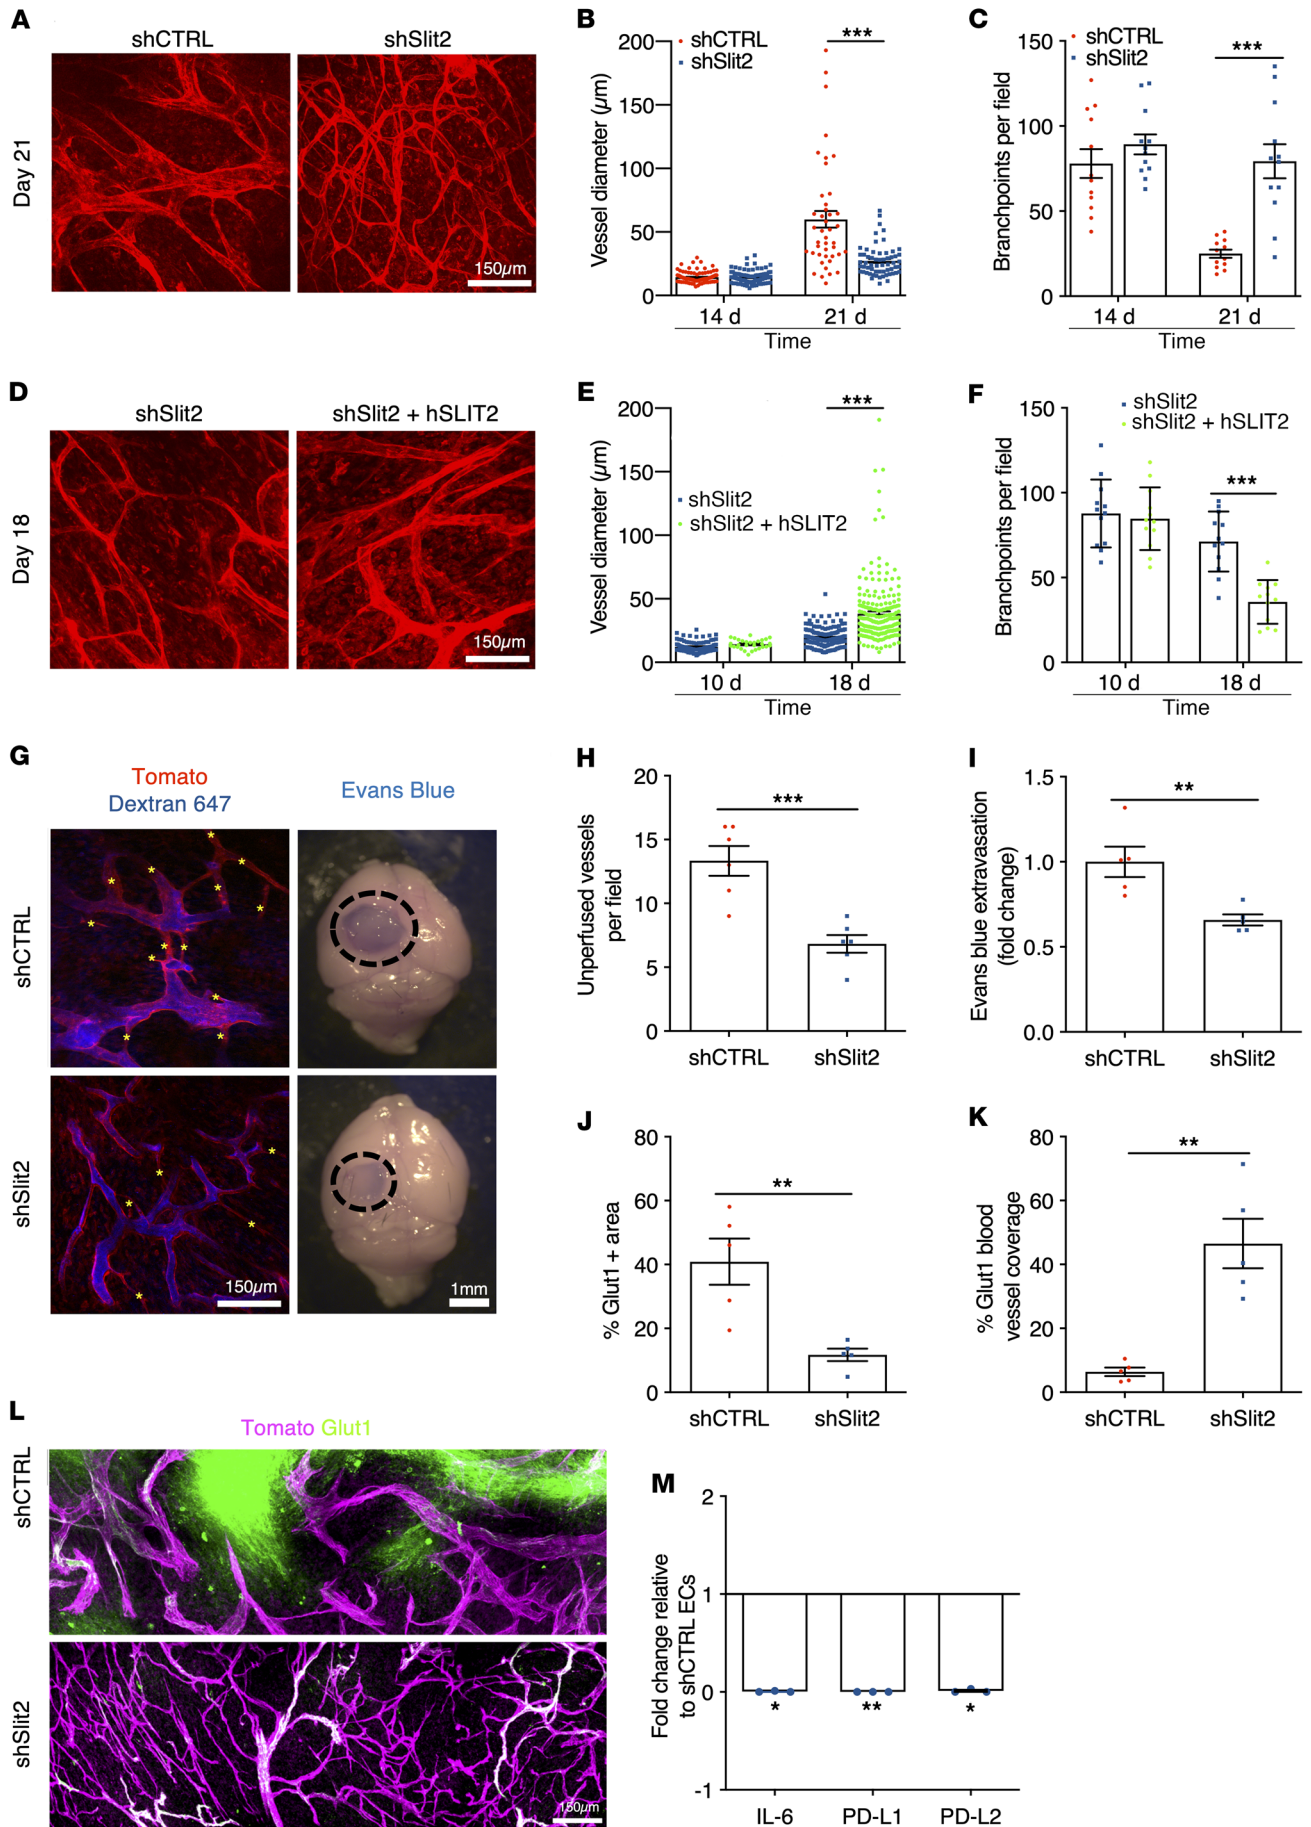 A
shCTRL
shSlit2
Day 21
150µm
B
shCTRL
shSlit2
***
Vessel diameter (µm)
200
150
100
50
0
14 d
21 d
Time
C
shCTRL
shSlit2
***
Branchpoints per field
150
100
50
0
14 d
21 d
Time
D
shSlit2
shSlit2 + hSLIT2
Day 18
150µm
E
***
Vessel diameter (µm)
200
150
100
50
0
shSlit2
shSlit2 + hSLIT2
10 d
18 d
Time
F
shSlit2
shSlit2 + hSLIT2
***
Branchpoints per field
150
100
50
0
10 d
18 d
Time
G
Tomato
Dextran 647
Evans Blue
shCTRL
shSlit2
150µm
1mm
H
***
Unperfused vessels
per field
20
15
10
5
0
shCTRL
shSlit2
I
**
Evans blue extravasation
(fold change)
1.5
1.0
0.5
0.0
shCTRL
shSlit2
J
**
% Glut1 + area
80
60
40
20
0
shCTRL
shSlit2
K
**
% Glut1 blood
vessel coverage
80
60
40
20
0
shCTRL
shSlit2
L
Tomato Glut1
shCTRL
shSlit2
150µm
M
Fold change relative
to shCTRL ECs
2
1
0
-1
*
**
*
IL-6
PD-L1
PD-L2